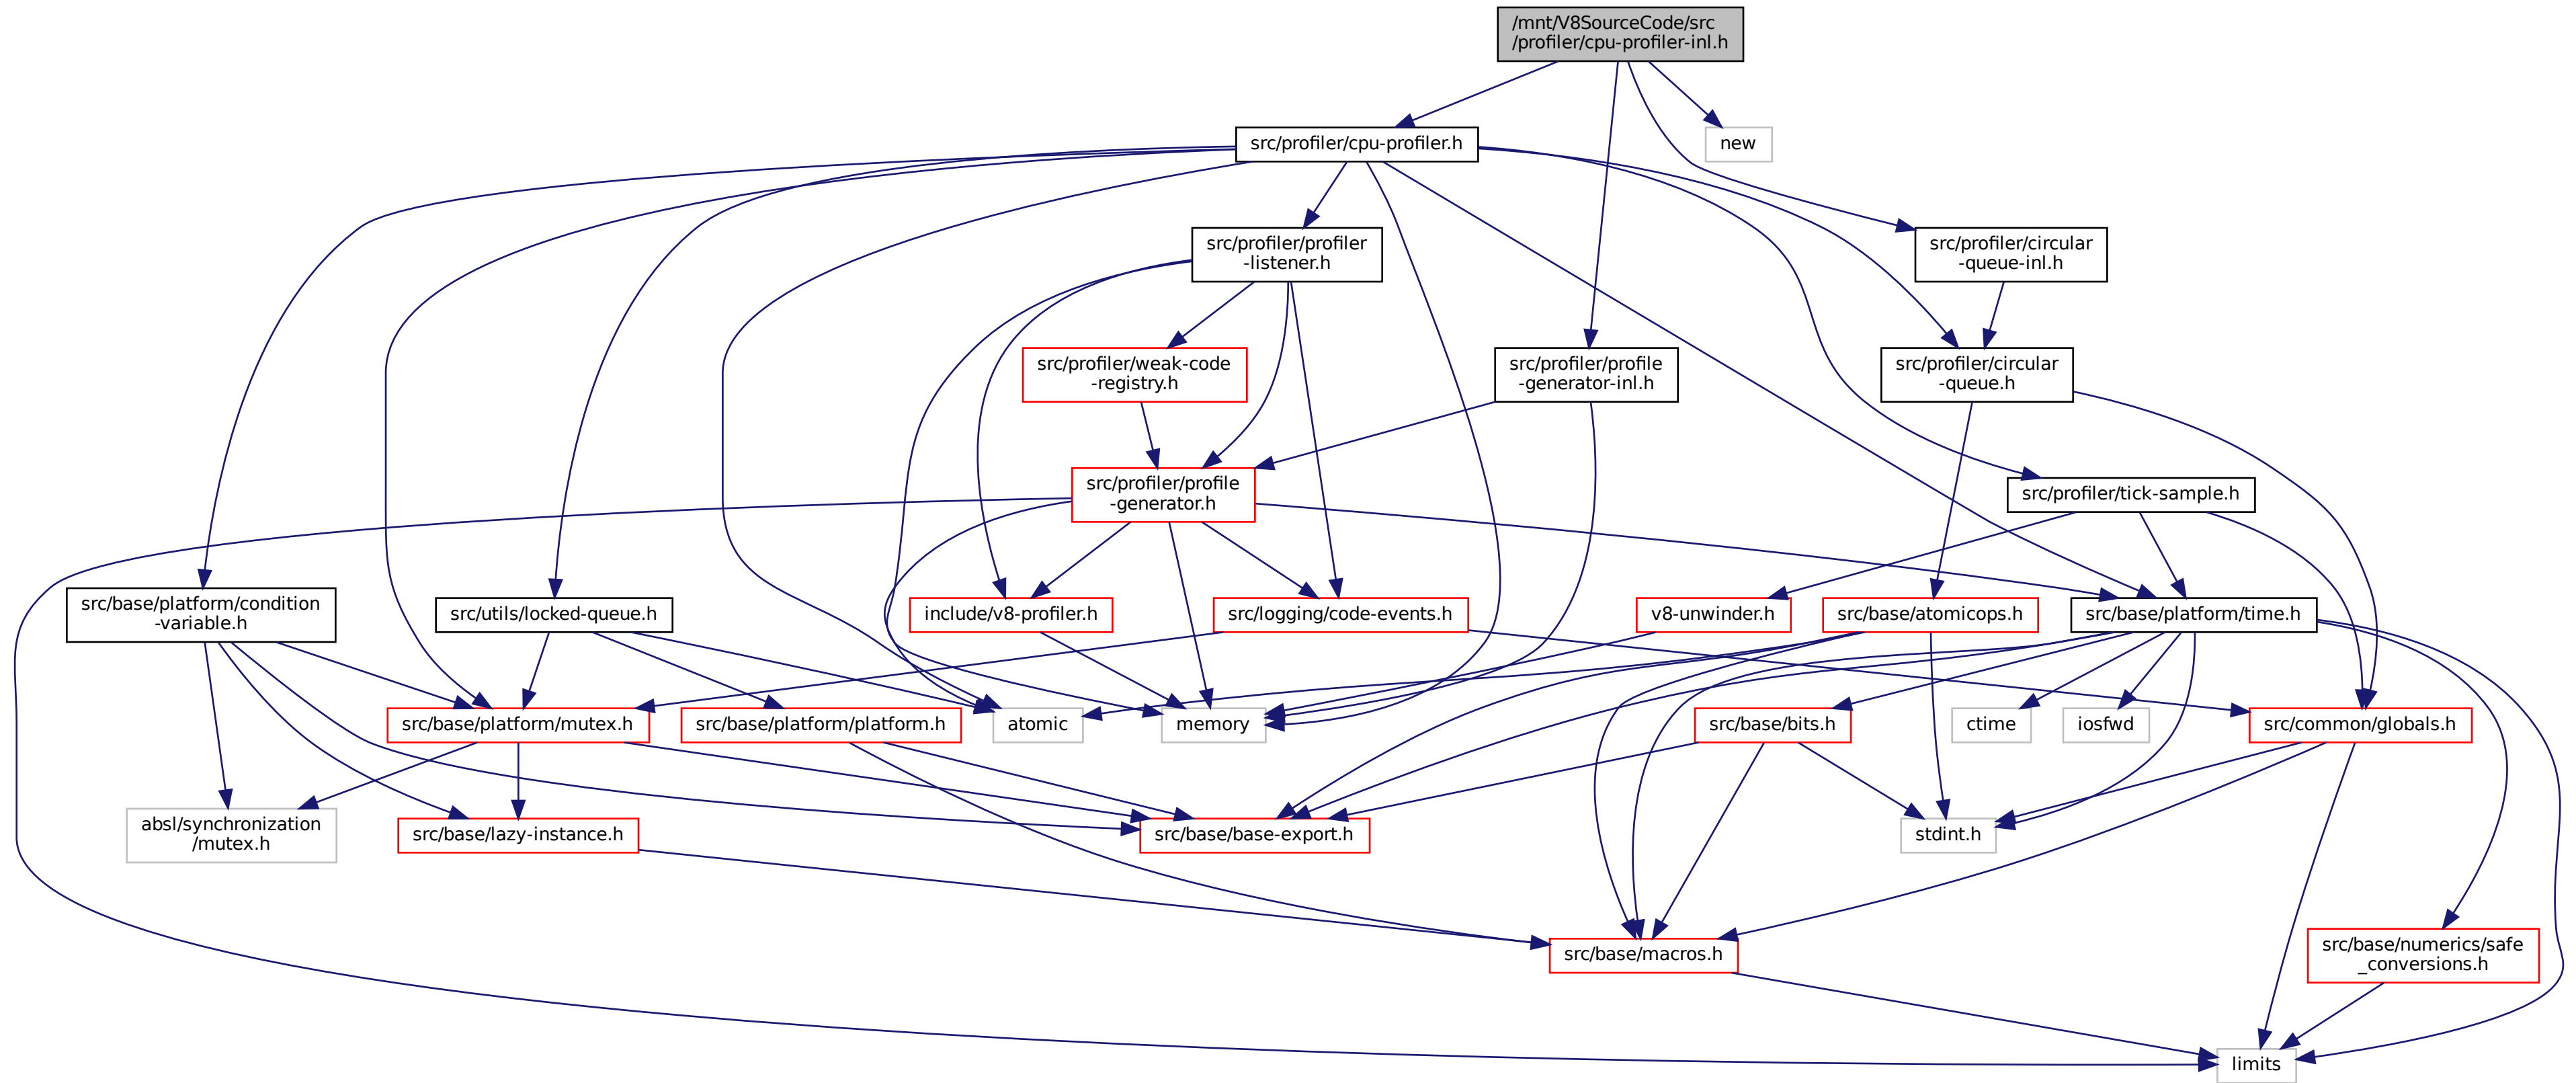 /mnt/V8SourceCode/src
/profiler/cpu-profiler-inl.h
src/profiler/cpu-profiler.h
new
src/profiler/profiler
-listener.h
src/profiler/circular
-queue-inl.h
src/profiler/weak-code
-registry.h
src/profiler/profile
-generator-inl.h
src/profiler/circular
-queue.h
src/profiler/profile
-generator.h
src/profiler/tick-sample.h
src/base/platform/condition
-variable.h
src/utils/locked-queue.h
include/v8-profiler.h
src/logging/code-events.h
v8-unwinder.h
src/base/atomicops.h
src/base/platform/time.h
src/base/platform/mutex.h
src/base/platform/platform.h
atomic
memory
src/base/bits.h
ctime
iosfwd
src/common/globals.h
absl/synchronization
/mutex.h
src/base/lazy-instance.h
src/base/base-export.h
stdint.h
src/base/macros.h
src/base/numerics/safe
_conversions.h
limits